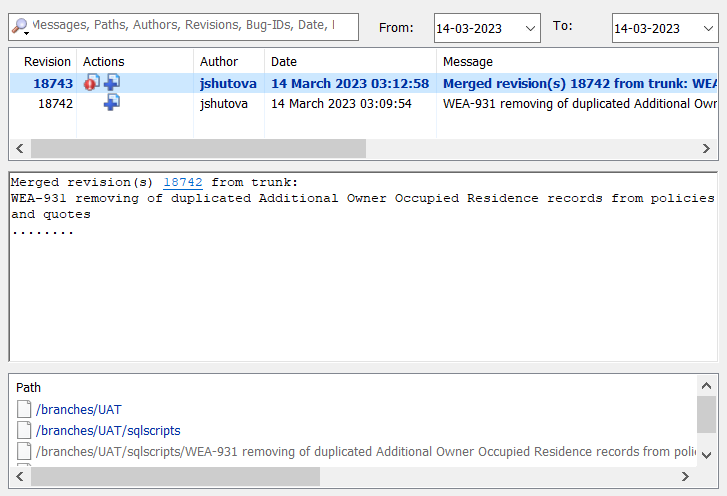 Messages, Paths, Authors, Revisions, Bug-IDs, Date,
From: 14-03-2023 To: 14-03-2023
Revision Actions Author Date Message
18743 jshutova 14 March 2023 03:12:58 Merged revision(s) 18742 from trunk: WEA
18742 jshutova 14 March 2023 03:09:54 WEA-931 removing of duplicated Additional Own
Merged revision(s) 18742 from trunk:
WEA-931 removing of duplicated Additional Owner Occupied Residence records from policies
and quotes
........
Path
/branches/UAT
/branches/UAT/sqlscripts
/branches/UAT/sqlscripts/WEA-931 removing of duplicated Additional Owner Occupied Residence records from polic